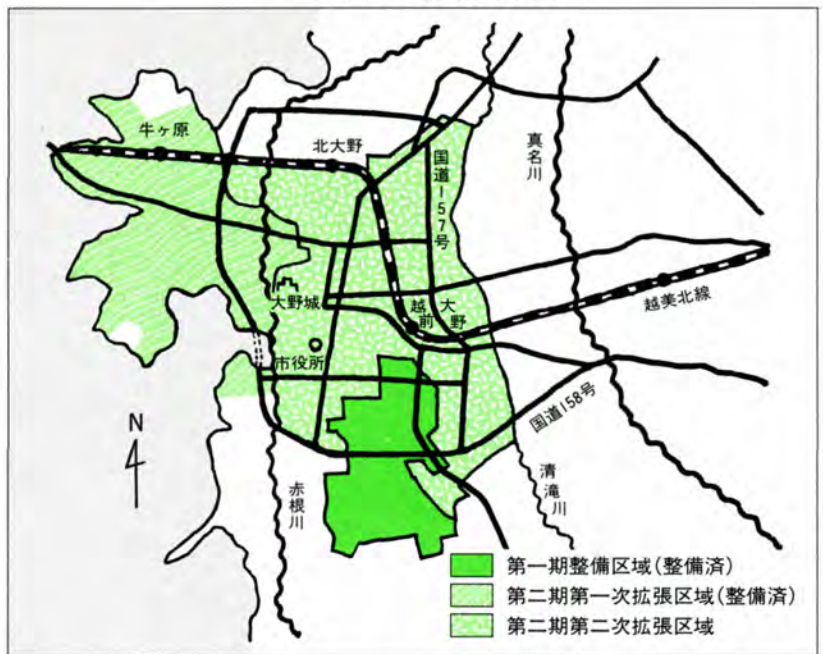 牛ヶ原
北大野
国道157号
真名川
大野城
越前大野
越美北線
市役所
国道158号
N
赤根川
清滝川
第一期整備区域(整備済)
第二期第一次拡張区域(整備済)
第二期第二次拡張区域